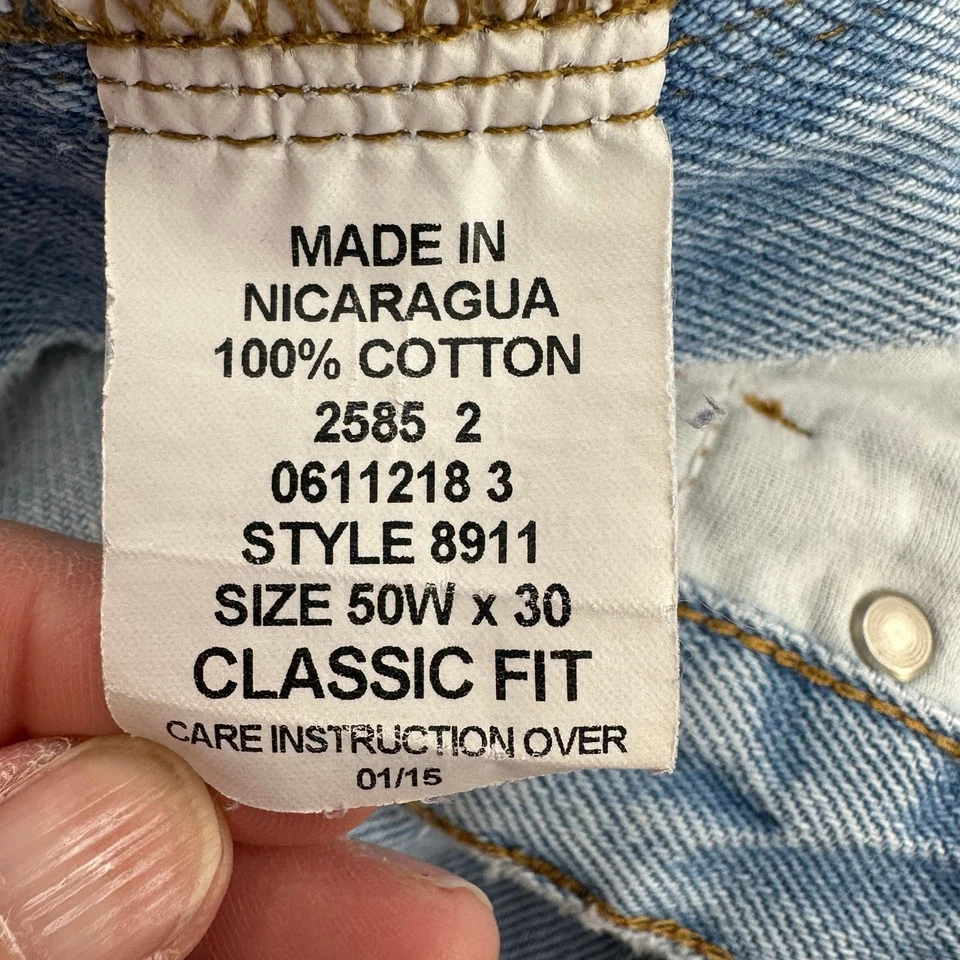 MADE IN
NICARAGUA
100% COTTON
2585 2
0611218 3
STYLE 8911
SIZE 50W x 30
CLASSIC FIT
CARE INSTRUCTION OVER
01/15